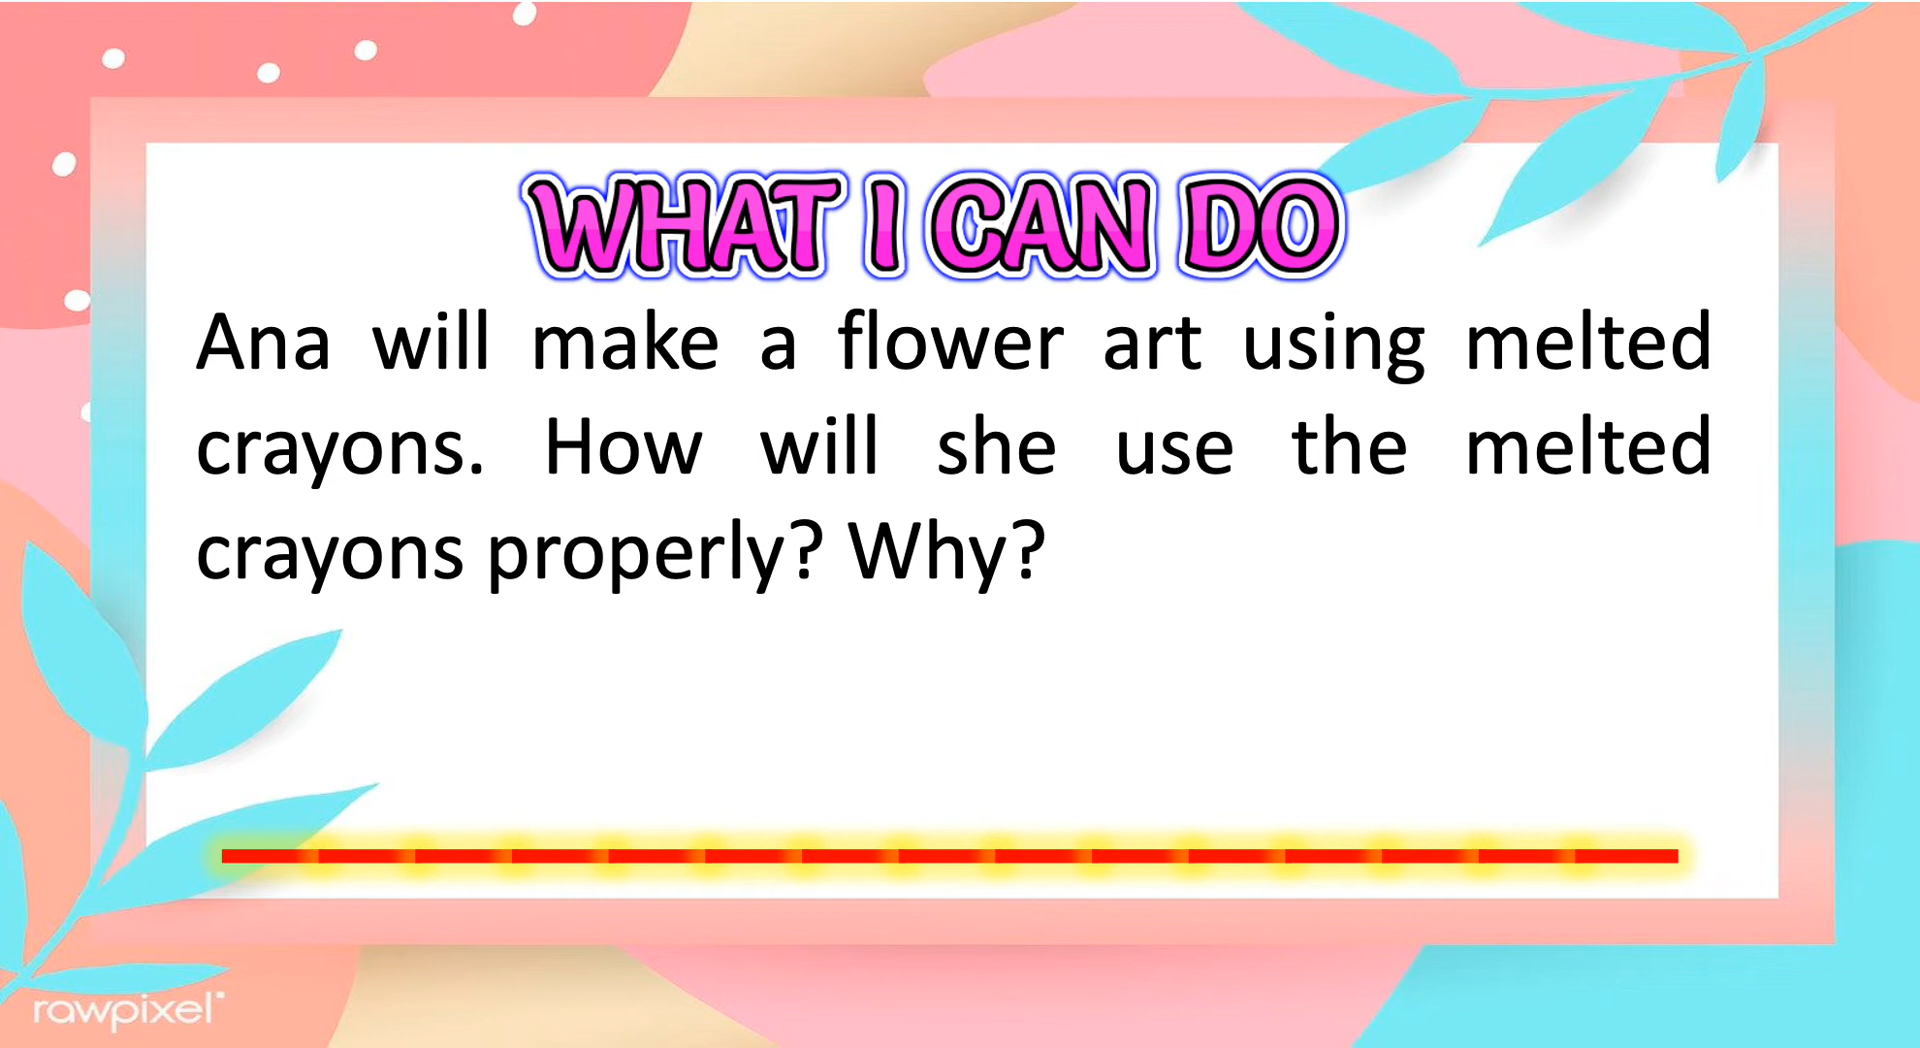 WHAT I CAN DO
Ana will make a flower art using melted
crayons. How will she use the melted
crayons properly? Why?
rawpixel